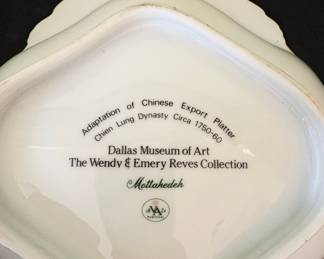 Adaptation of Chinese Export Platter
Chien Lung Dynasty Circa 1750-60
Dallas Museum of Art
The Wendy & Emery Reves Collection
Mottahedeh